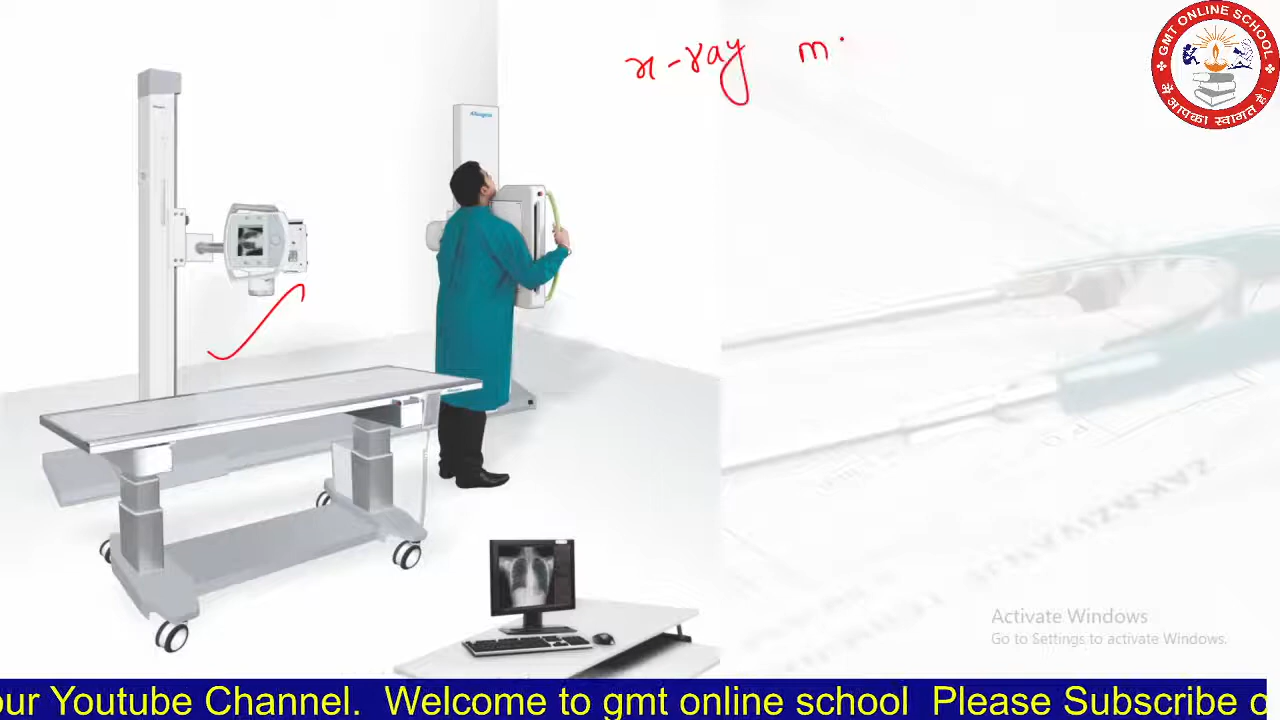 x-ray m
GMT ONLINE SCHOOL
में आपका स्वागत है।
Activate Windows
Go to Settings to activate Windows.
our Youtube Channel. Welcome to gmt online school Please Subscribe o